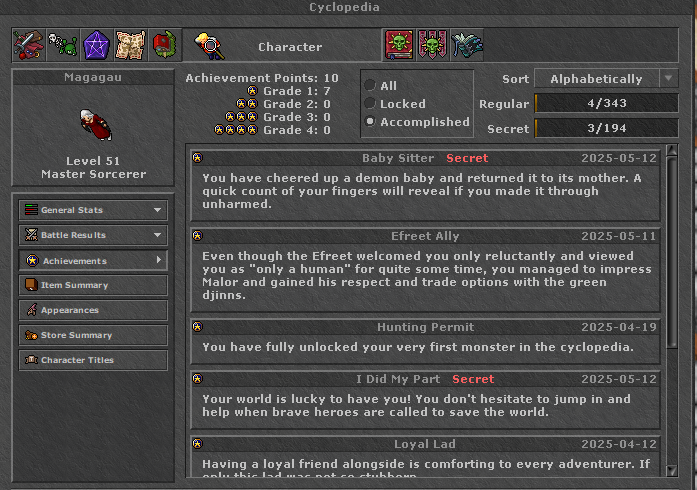 Cyclopedia
Character
Magagau
Level 51
Master Sorcerer
General Stats
Battle Results
Achievements
Item Summary
Appearances
Store Summary
Character Titles
Achievement Points: 10
Grade 1: 7
Grade 2: 0
Grade 3: 0
Grade 4: 0
All
Locked
Accomplished
Sort Alphabetically
Regular 4/343
Secret 3/194
Baby Sitter Secret 2025-05-12
You have cheered up a demon baby and returned it to its mother. A
quick count of your fingers will reveal if you made it through
unharmed.
Efreet Ally 2025-05-11
Even though the Efreet welcomed you only reluctantly and viewed
you as "only a human" for quite some time, you managed to impress
Malor and gained his respect and trade options with the green
djinns.
Hunting Permit 2025-04-19
You have fully unlocked your very first monster in the cyclopedia.
I Did My Part Secret 2025-05-12
Your world is lucky to have you! You don't hesitate to jump in and
help when brave heroes are called to save the world.
Loyal Lad 2025-04-12
Having a loyal friend alongside is comforting to every adventurer. If
only this lad was not so stubborn